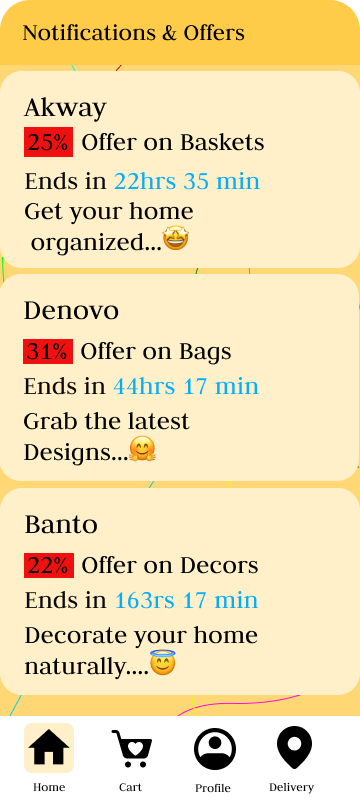 Notifications & Offers
Akway
25% Offer on Baskets
Ends in 22hrs 35 min
Get your home
organized...🤩
Denovo
31% Offer on Bags
Ends in 44hrs 17 min
Grab the latest
Designs...🤗
Banto
22% Offer on Decors
Ends in 163rs 17 min
Decorate your home
naturally....😇
Home Cart Profile Delivery